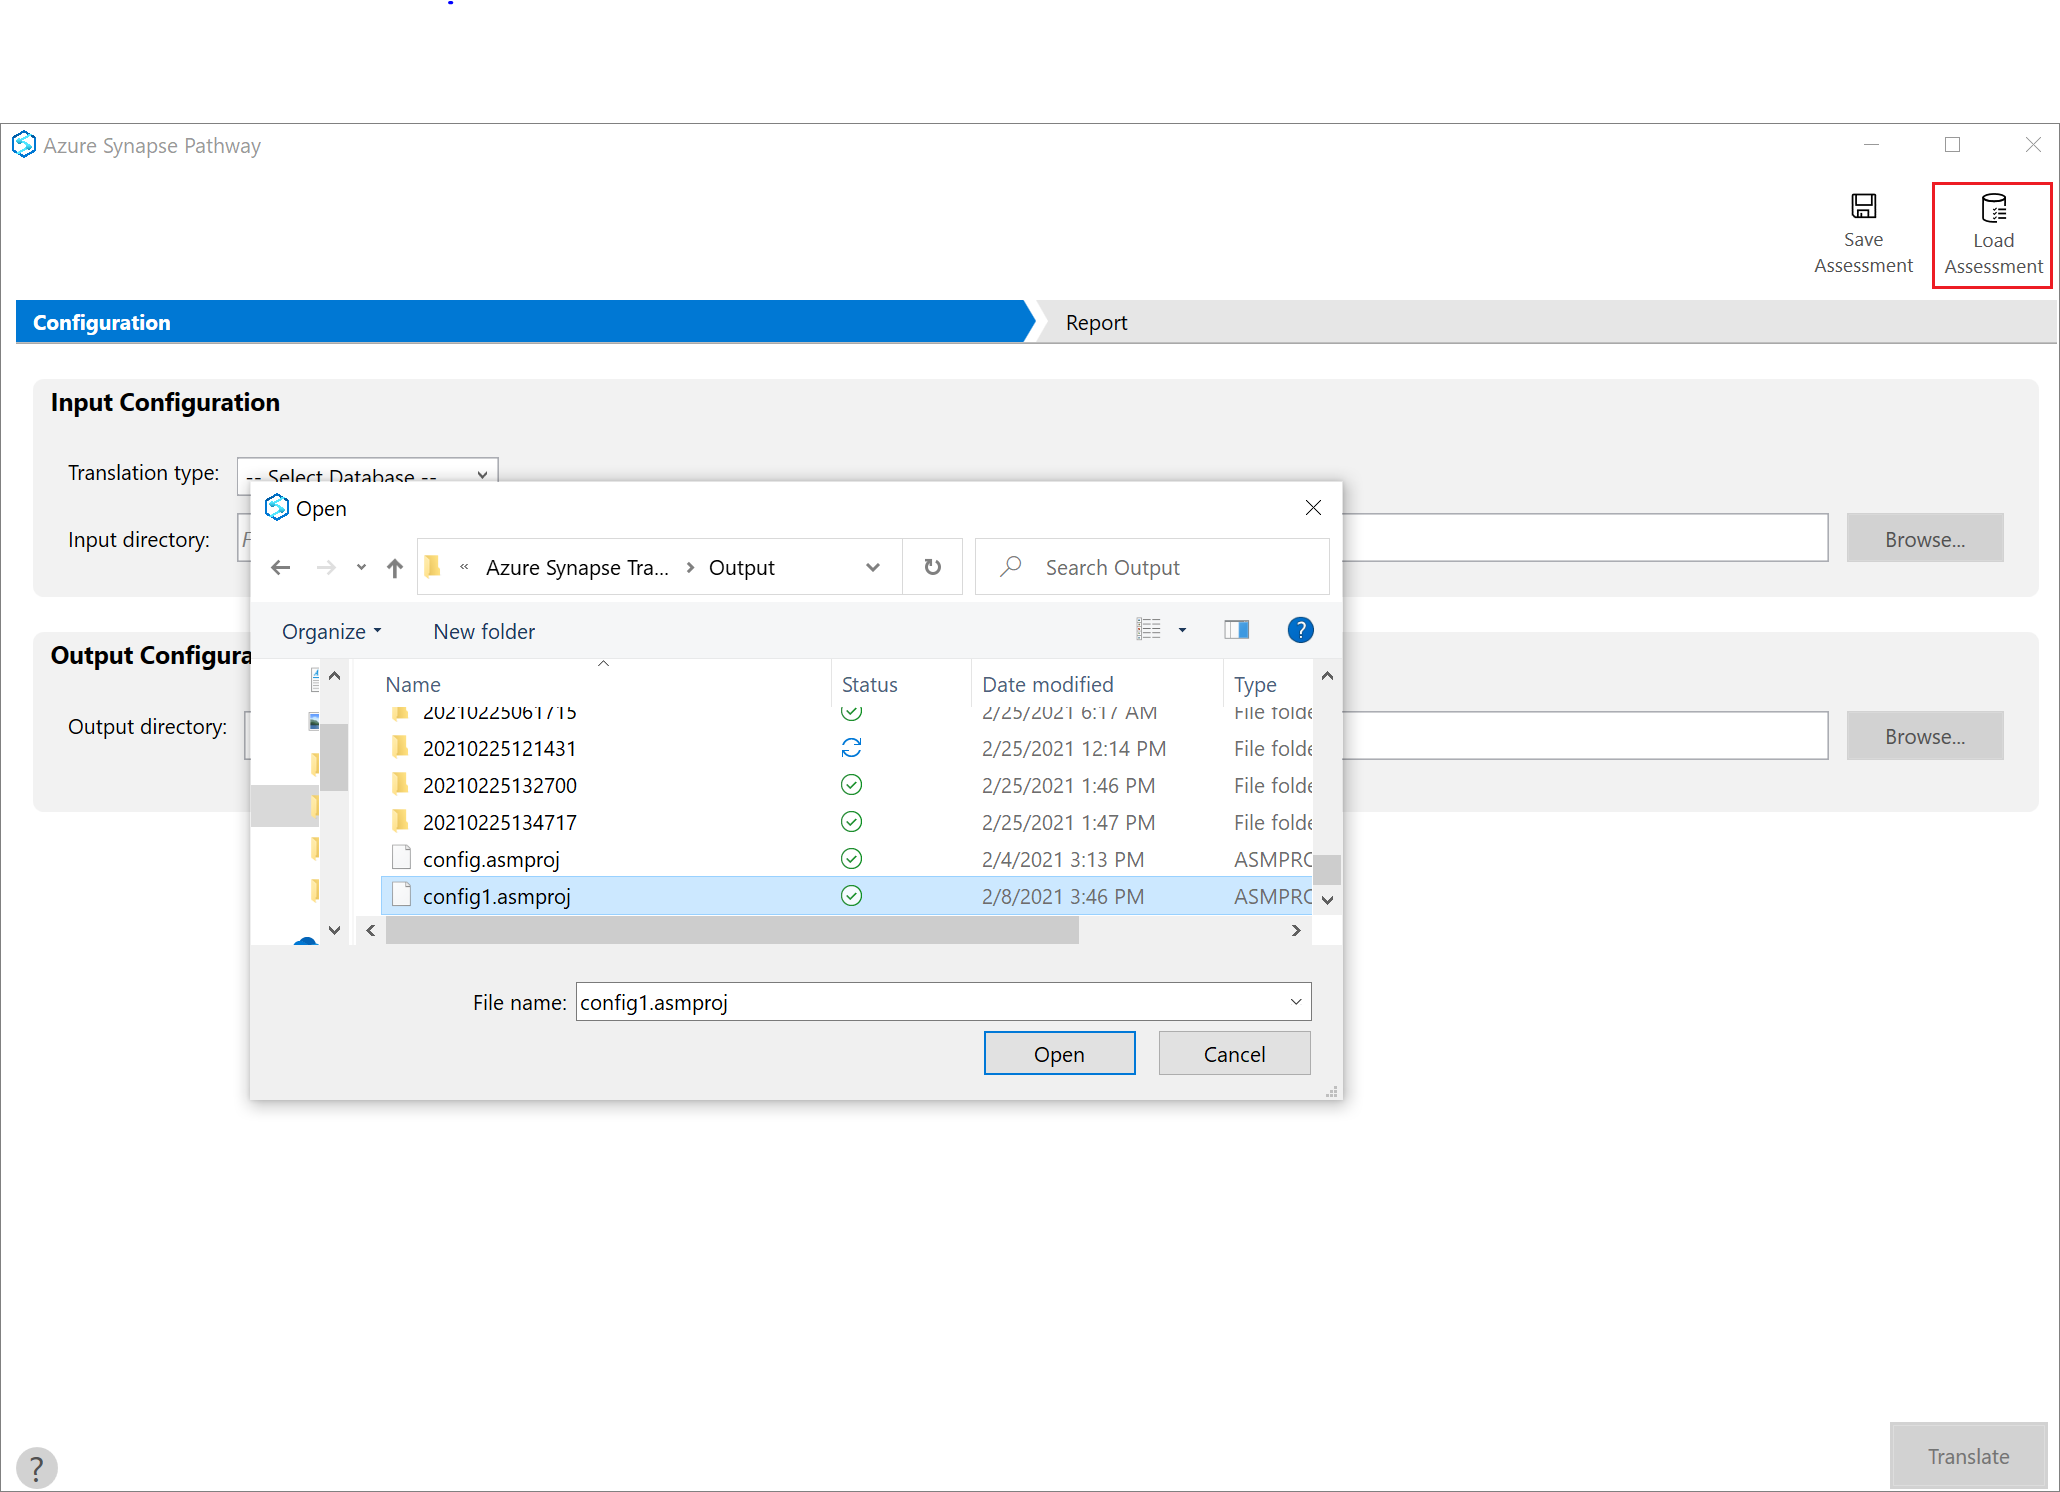 Azure Synapse Pathway
Save
Assessment
Load
Assessment
Configuration
Report
Input Configuration
Translation type:
-- Select Database --
Input directory:
Browse...
Output Configura
Output directory:
Browse...
Open
« Azure Synapse Tra... > Output
Search Output
Organize
New folder
?
Name Status Date modified Type
20210225061715 2/25/2021 6:17 AM File folde
20210225121431 2/25/2021 12:14 PM File folde
20210225132700 2/25/2021 1:46 PM File folde
20210225134717 2/25/2021 1:47 PM File folde
config.asmproj 2/4/2021 3:13 PM ASMPRO
config1.asmproj 2/8/2021 3:46 PM ASMPRO
File name: config1.asmproj
Open Cancel
? Translate